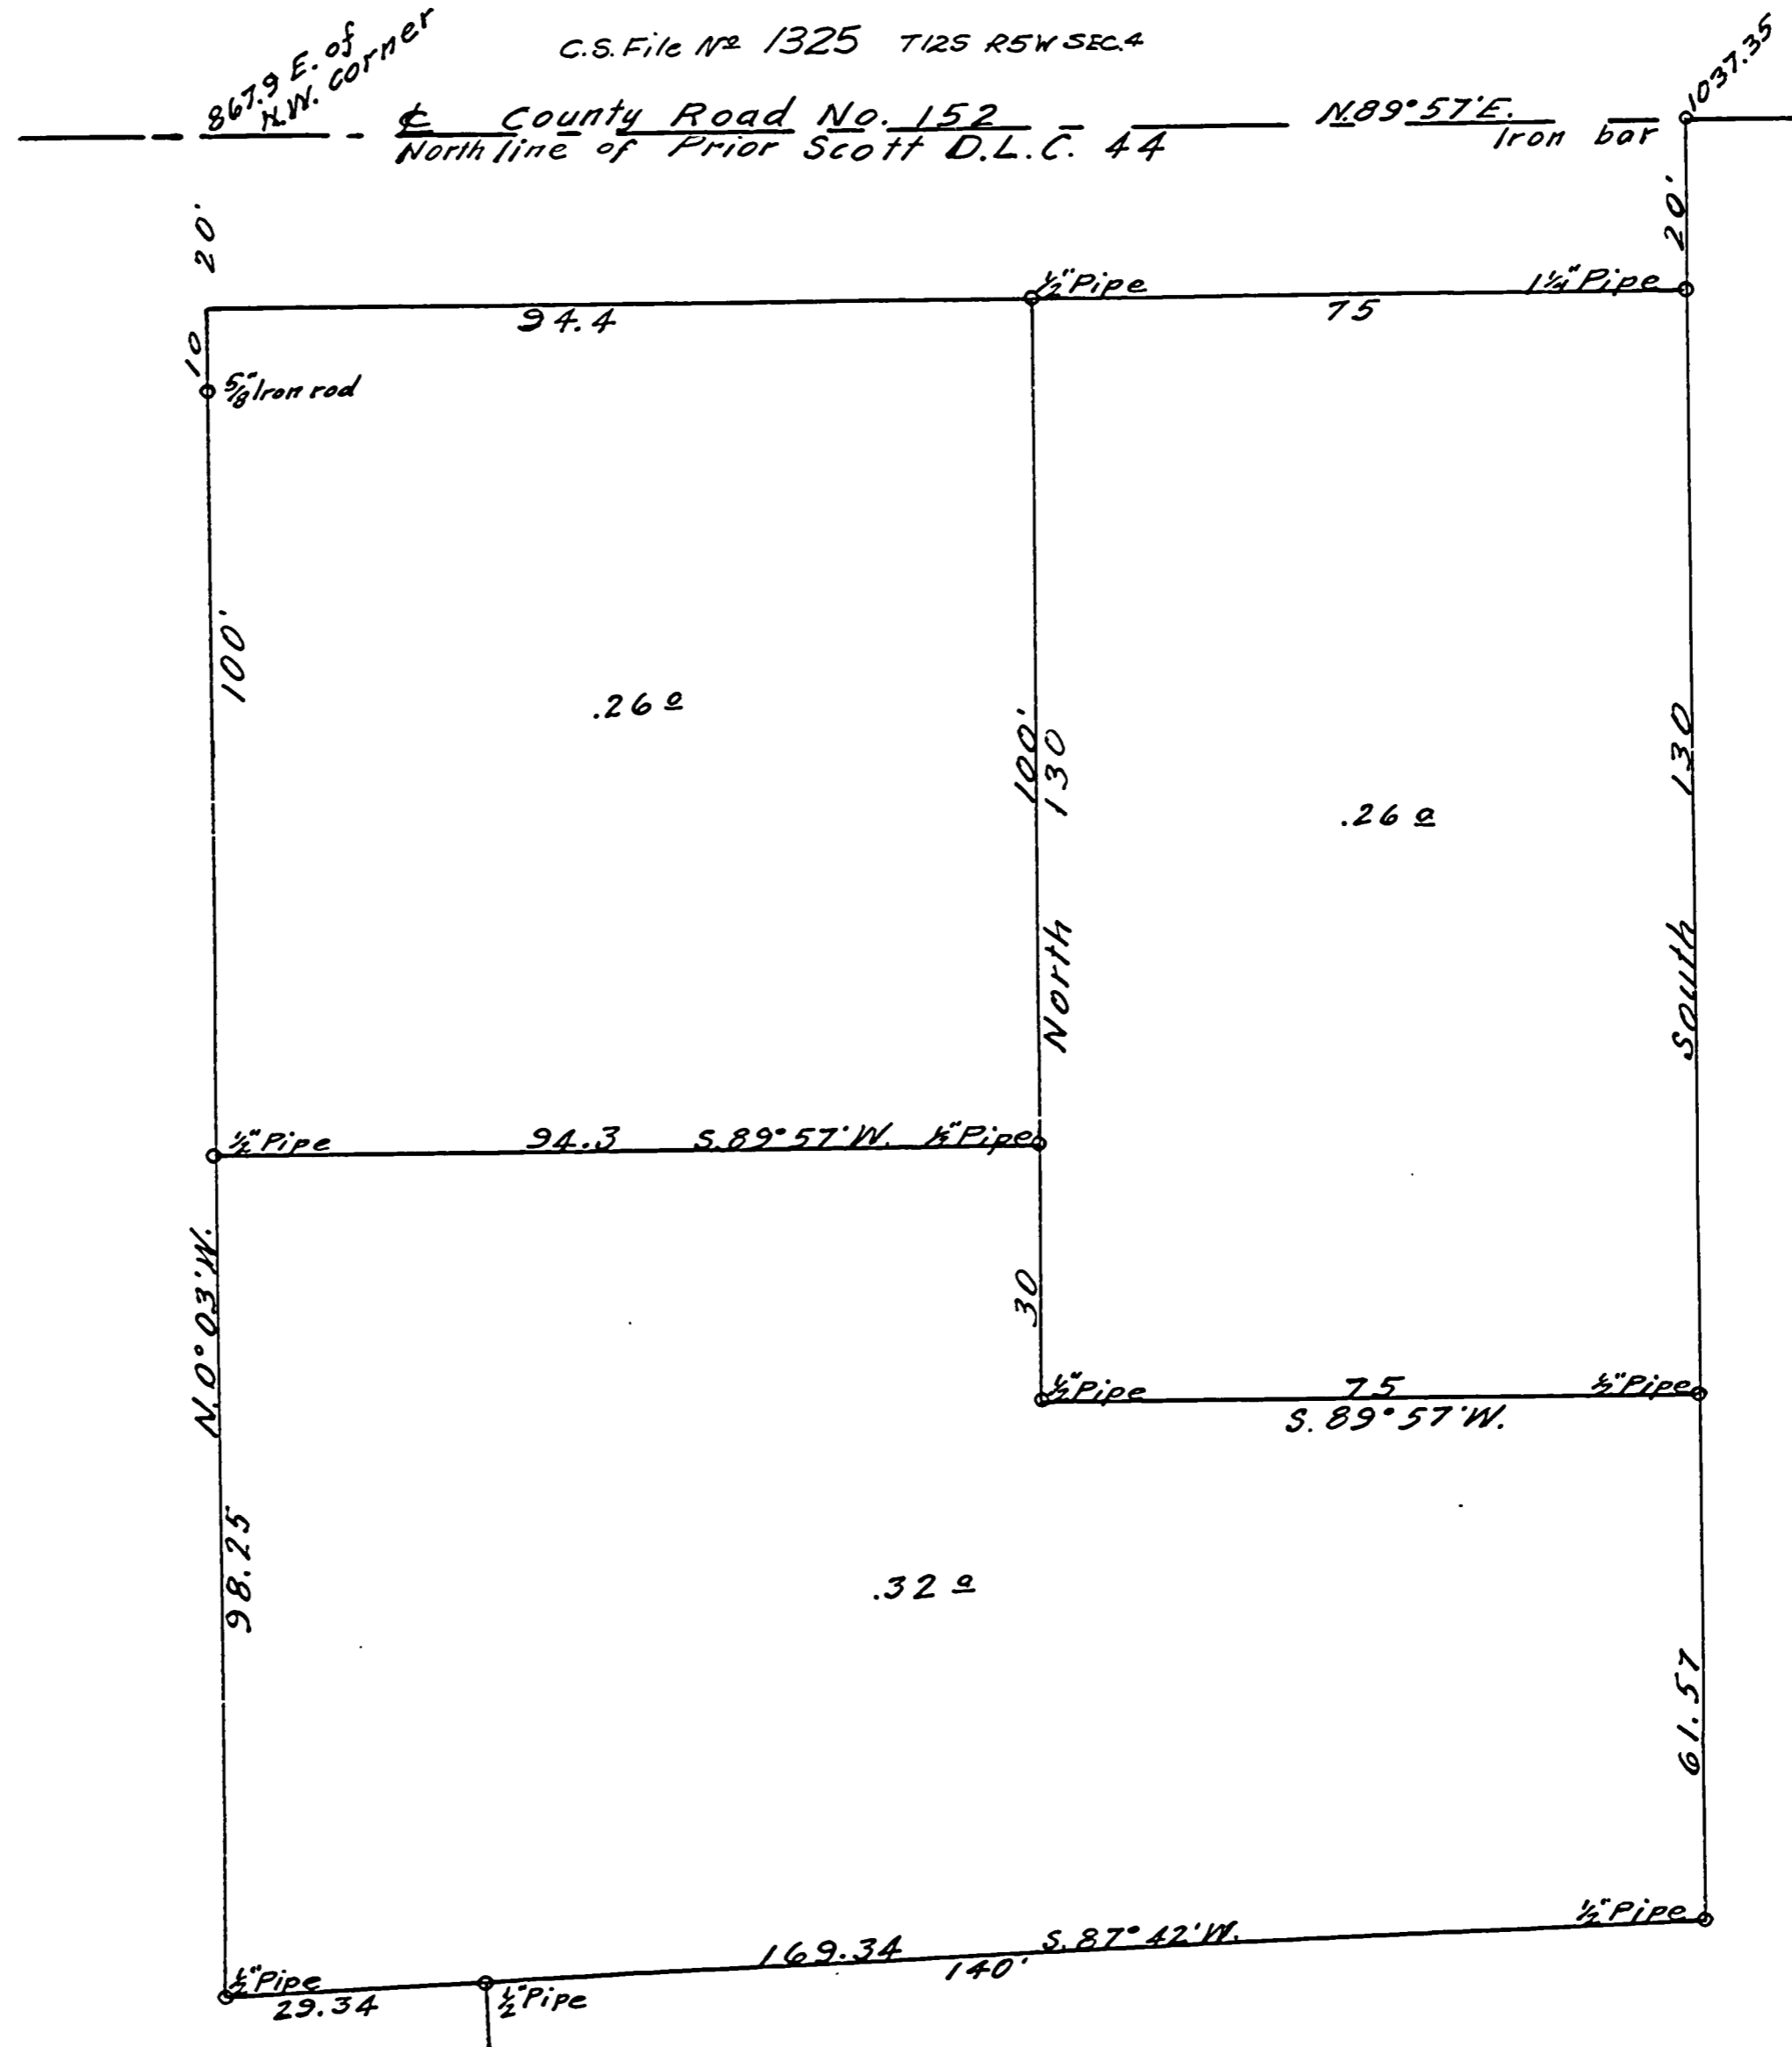 C.S. File Nº 1325 T12S R5W SEC.4
867.9 E. of
N.W. corner
1037.35
℄ County Road No. 152 N.89°57'E.
North line of Prior Scott D.L.C. 44 Iron bar
20'
20'
½" Pipe
1¼" Pipe
94.4
75
10
⅝" Iron rod
100'
.26 a
100'
130
130
.26 a
North
South
½" Pipe 94.3 S.89°57'W. ½" Pipe
N.0°03'W.
30
½" Pipe 75 ½" Pipe
S. 89°57'W.
98.25
.32 a
61.57
½" Pipe
169.34 S.87°42'W.
140'
½" Pipe
29.34
½" Pipe